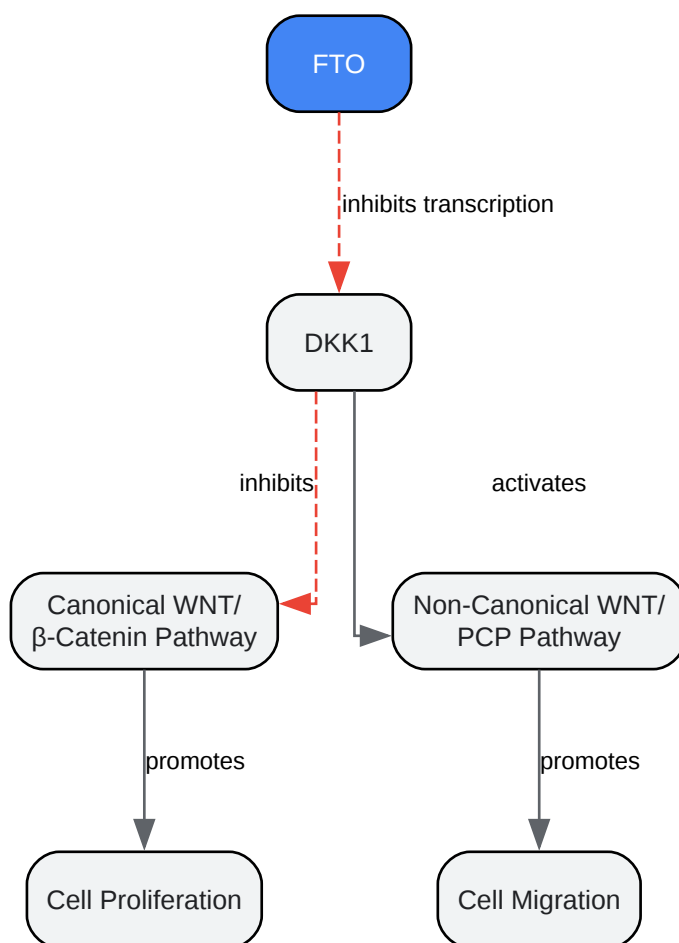 FTO
inhibits transcription
DKK1
inhibits
activates
Canonical WNT/
β-Catenin Pathway
Non-Canonical WNT/
PCP Pathway
promotes
promotes
Cell Proliferation
Cell Migration